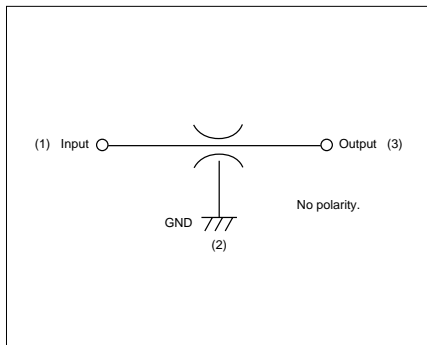 (1) Input Output (3)
No polarity.
GND
(2)